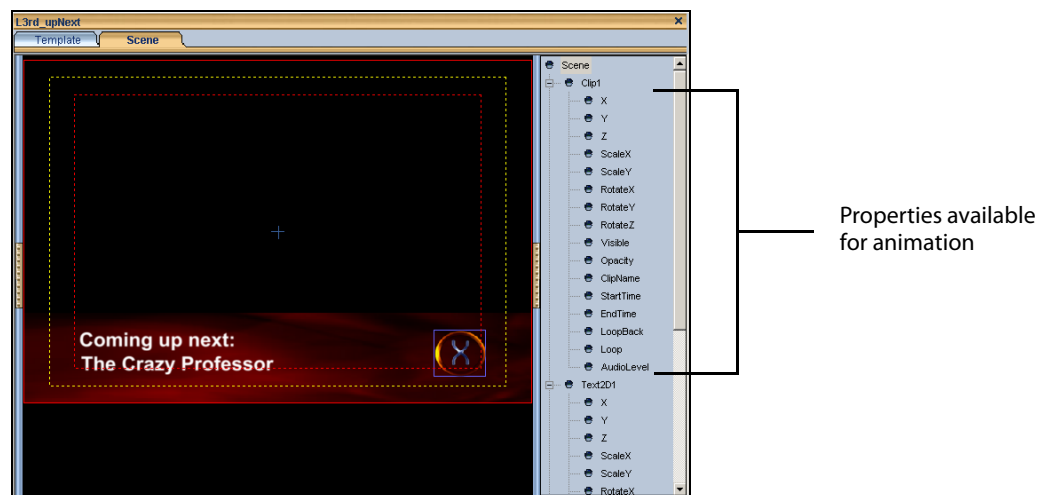 L3rd_upNext
Template
Scene
Scene
Clip1
X
Y
Z
ScaleX
ScaleY
RotateX
RotateY
RotateZ
Visible
Opacity
ClipName
StartTime
EndTime
LoopBack
Loop
AudioLevel
Text2D1
X
Y
Z
ScaleX
ScaleY
RotateX
Coming up next:
The Crazy Professor
X
Properties available
for animation